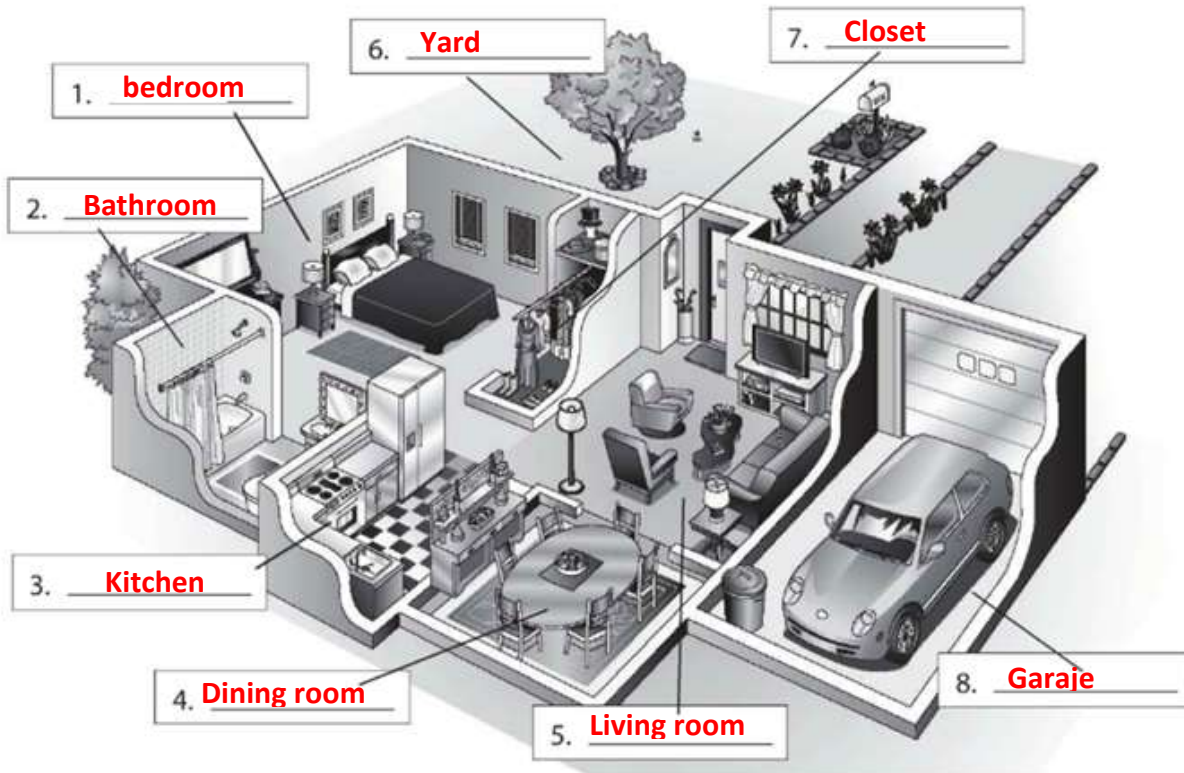 1. bedroom
2. Bathroom
3. Kitchen
4. Dining room
5. Living room
6. Yard
7. Closet
8. Garaje